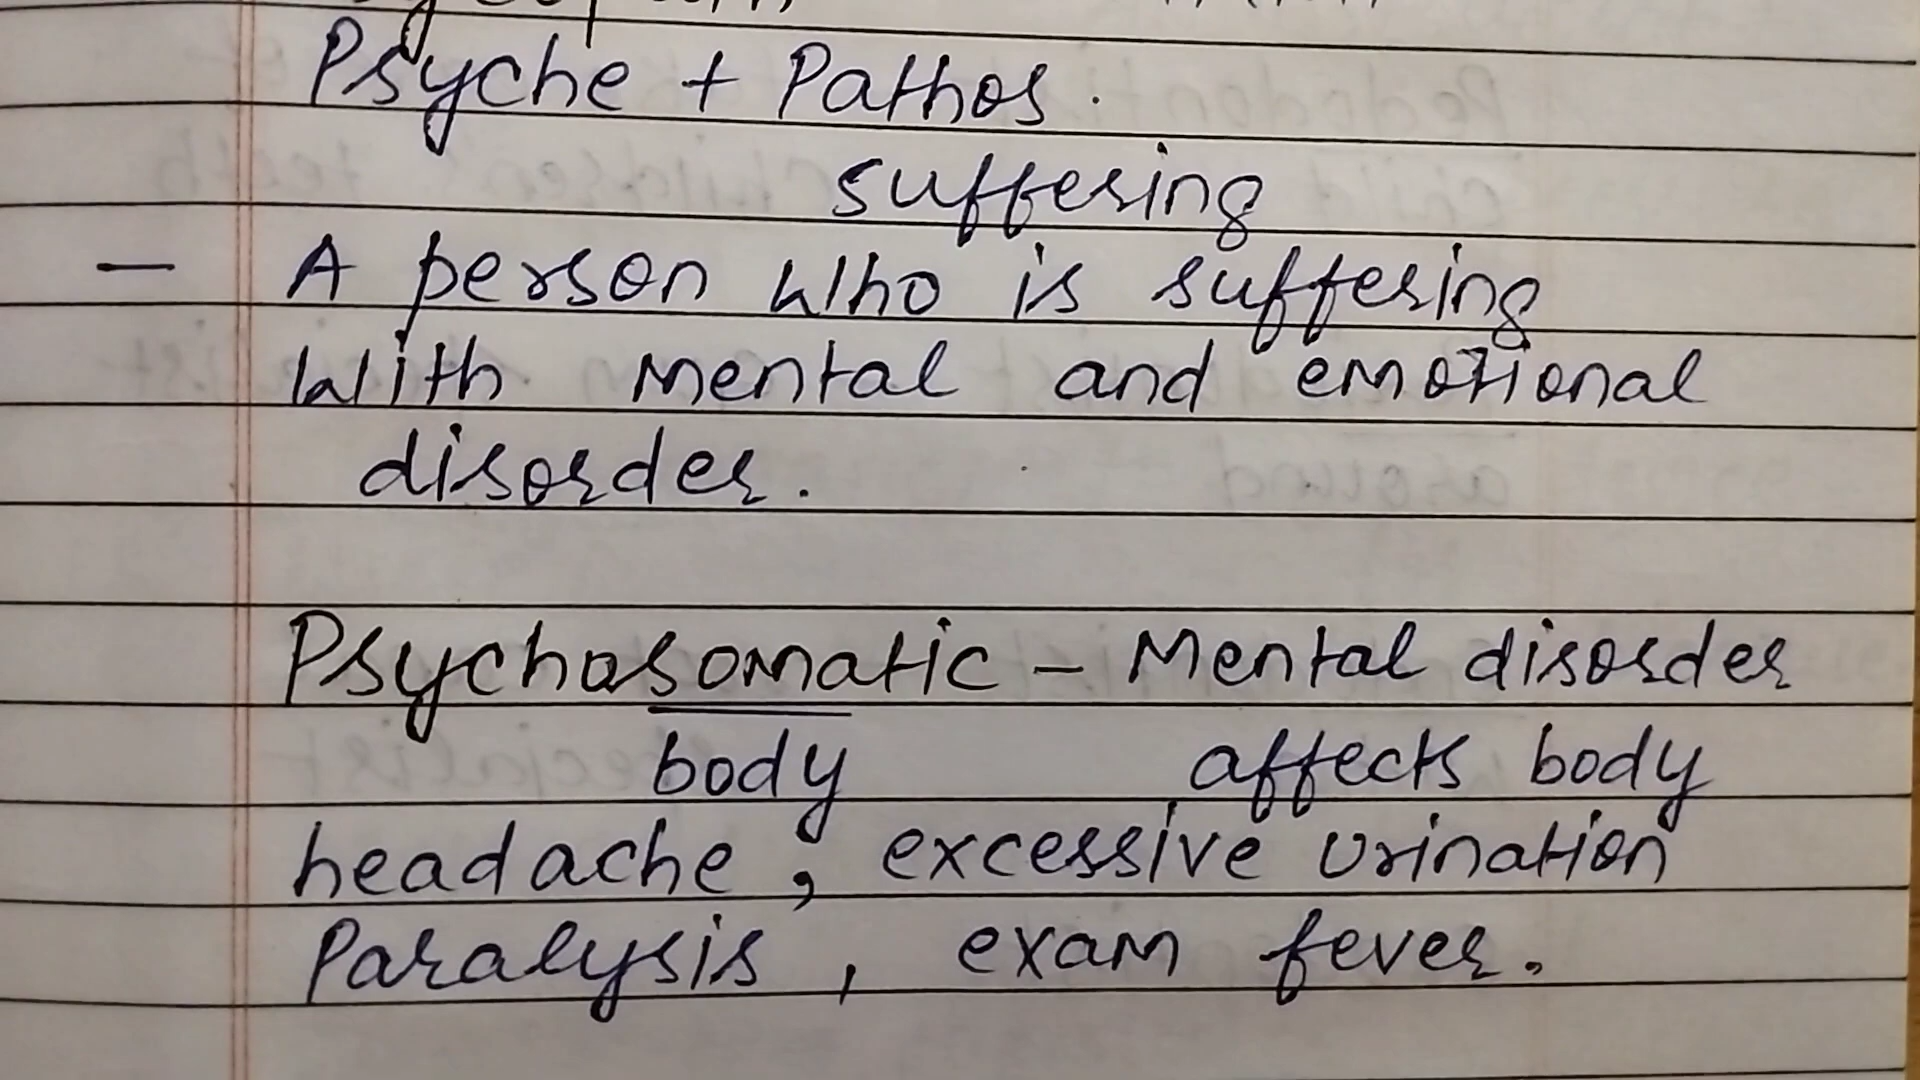 Psyche + Pathos.
suffering
— A person who is suffering
with mental and emotional
disorder.
Psychosomatic – Mental disorder
body affects body
headache, excessive urination
Paralysis, exam fever.